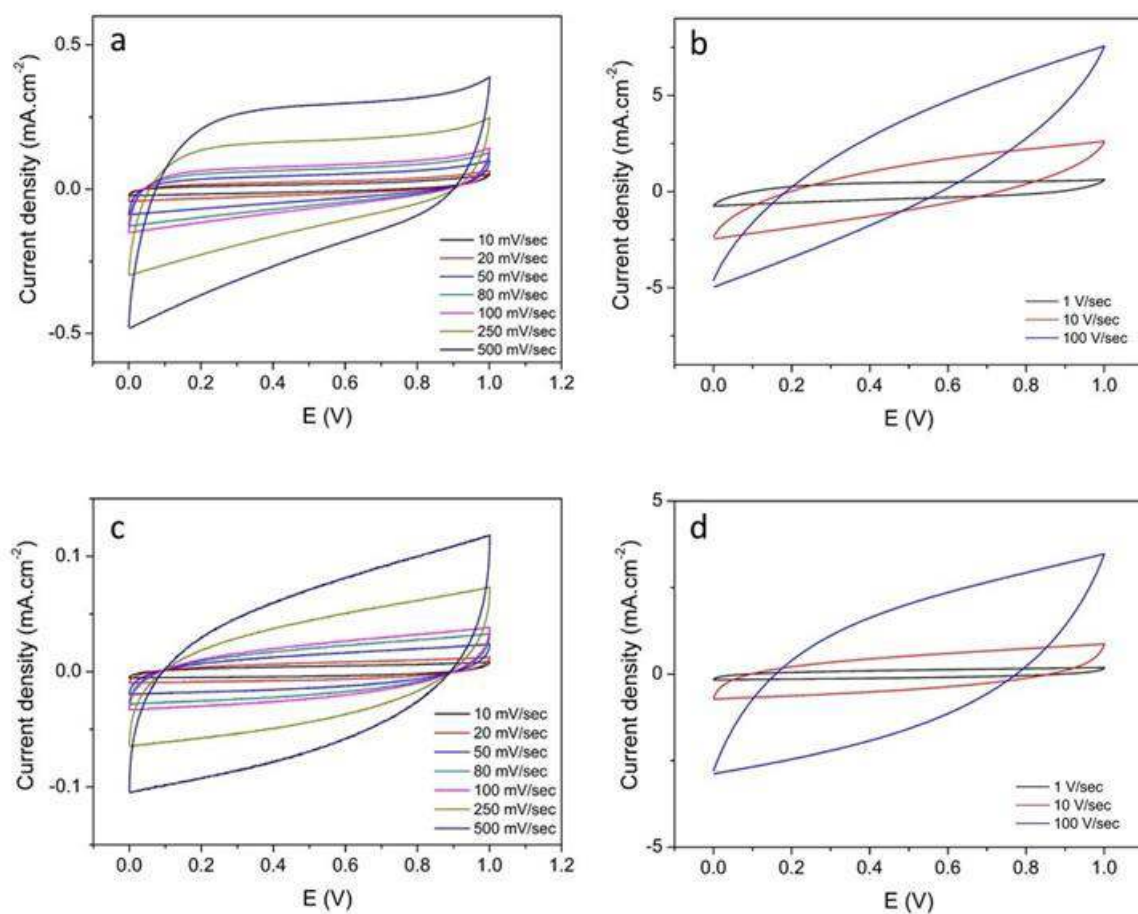 a
Current density (mA.cm-2)
0.5
0.0
-0.5
10 mV/sec
20 mV/sec
50 mV/sec
80 mV/sec
100 mV/sec
250 mV/sec
500 mV/sec
0.0 0.2 0.4 0.6 0.8 1.0 1.2
E (V)
b
Current density (mA.cm-2)
5
0
-5
1 V/sec
10 V/sec
100 V/sec
0.0 0.2 0.4 0.6 0.8 1.0
E (V)
c
Current density (mA.cm-2)
0.1
0.0
-0.1
10 mV/sec
20 mV/sec
50 mV/sec
80 mV/sec
100 mV/sec
250 mV/sec
500 mV/sec
0.0 0.2 0.4 0.6 0.8 1.0 1.2
E (V)
d
Current density (mA.cm-2)
5
0
-5
1 V/sec
10 V/sec
100 V/sec
0.0 0.2 0.4 0.6 0.8 1.0
E (V)